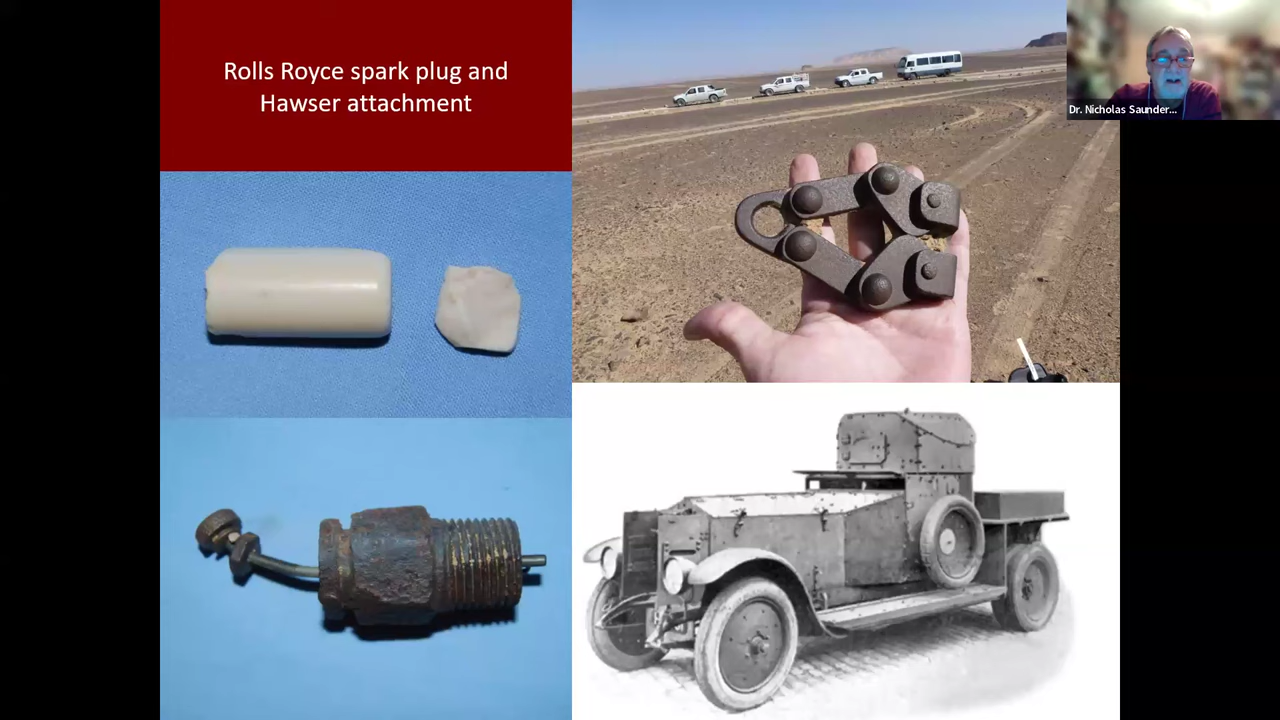 Rolls Royce spark plug and
Hawser attachment
Dr. Nicholas Saunder...